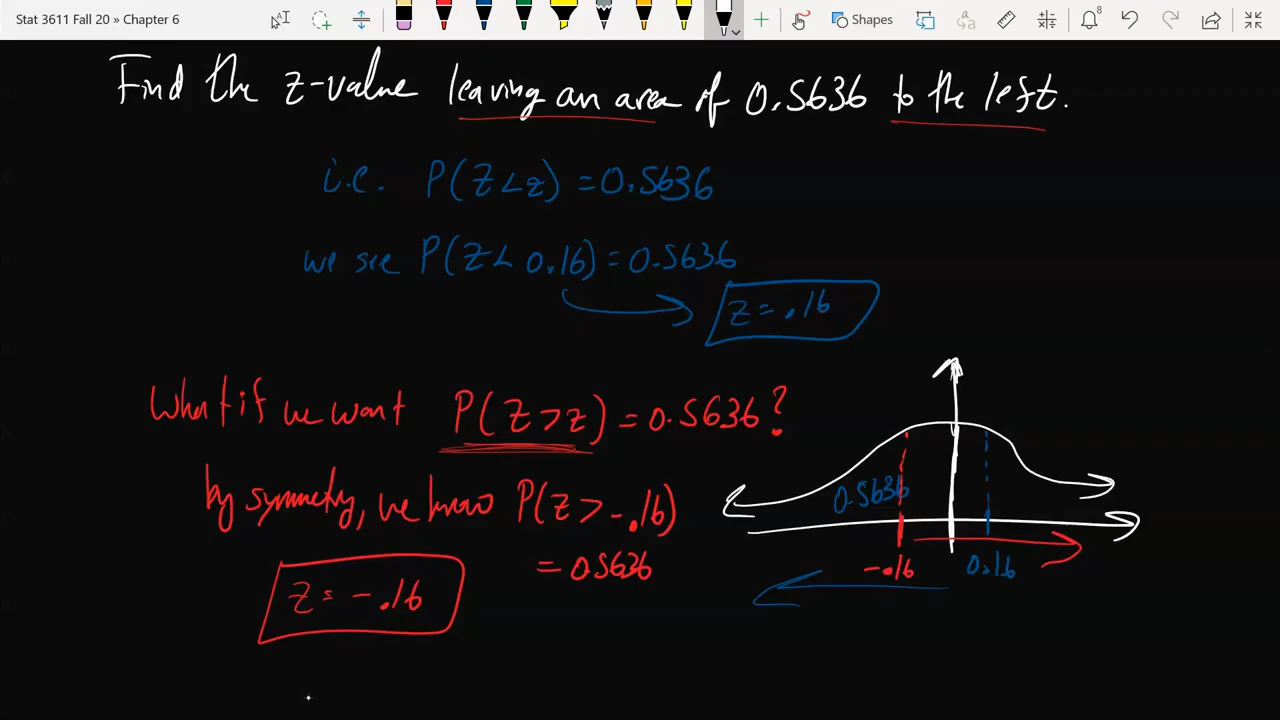 Stat 3611 Fall 20 » Chapter 6
Shapes
8
Find the z-value leaving an area of 0.5636 to the left.
i.e. P(Z<z)=0.5636
we see P(Z< 0.16)=0.5636
z=.16
What if we want P(Z>z)=0.5636?
by symmetry, we know P(Z>-.16)
=0.5636
z=-.16
0.5636
-.16
0.16